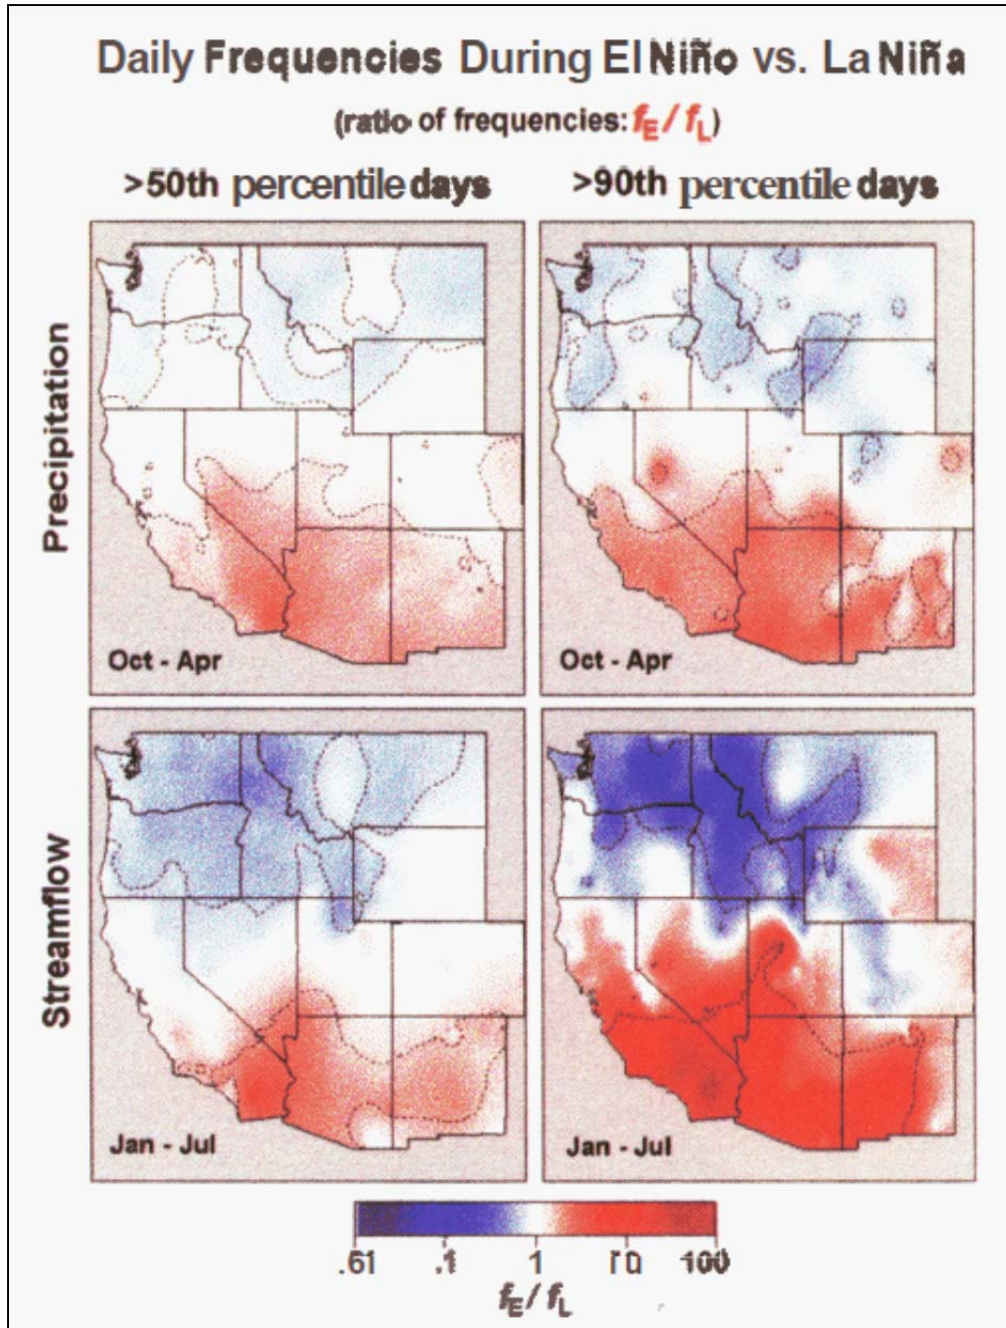 Daily Frequencies During El Niño vs. La Niña
(ratio of frequencies: fE / fL)
>50th percentile days >90th percentile days
Precipitation
Oct - Apr Oct - Apr
Streamflow
Jan - Jul Jan - Jul
.61 .1 1 10 100
fE / fL